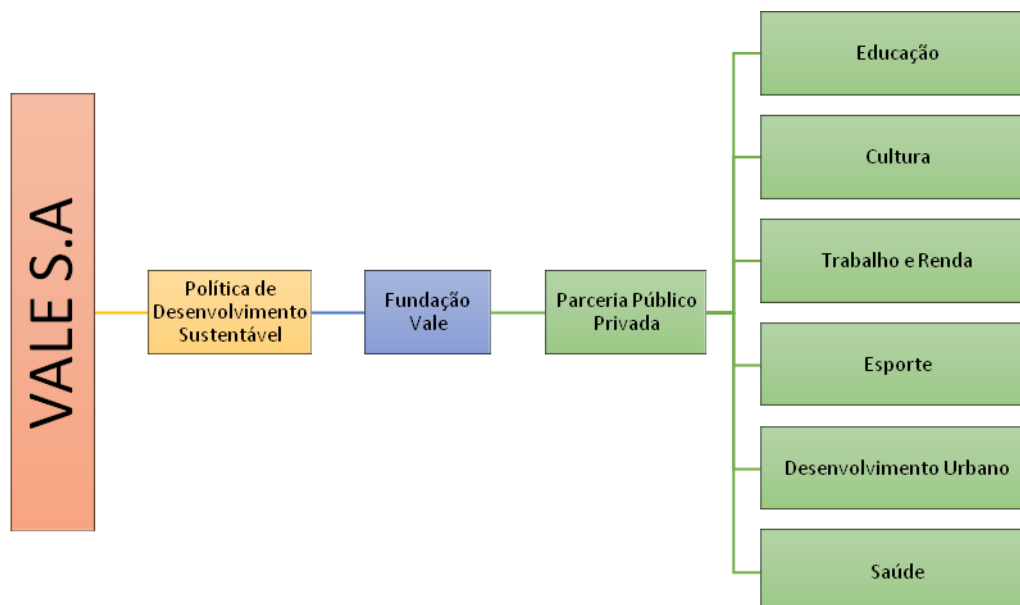 VALE S.A
Política de
Desenvolvimento
Sustentável
Fundação
Vale
Parceria Público
Privada
Educação
Cultura
Trabalho e Renda
Esporte
Desenvolvimento Urbano
Saúde